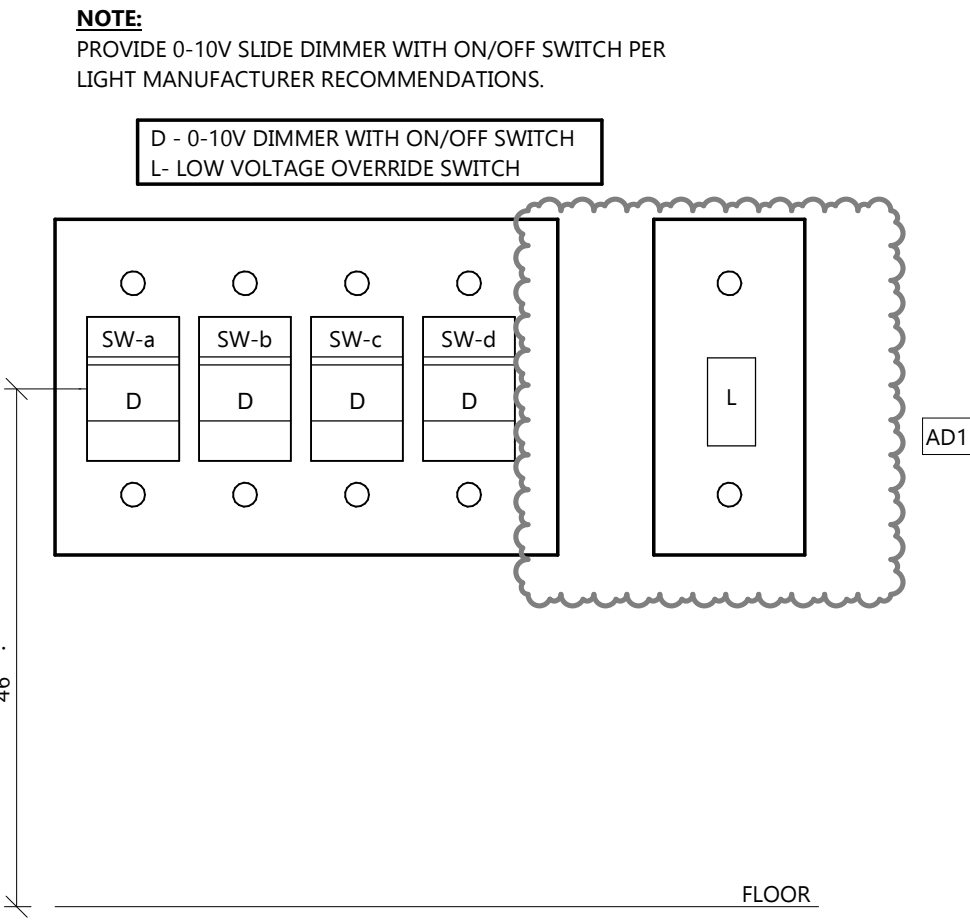 NOTE:
PROVIDE 0-10V SLIDE DIMMER WITH ON/OFF SWITCH PER
LIGHT MANUFACTURER RECOMMENDATIONS.
D - 0-10V DIMMER WITH ON/OFF SWITCH
L- LOW VOLTAGE OVERRIDE SWITCH
SW-a SW-b SW-c SW-d
D D D D L
AD1
FLOOR